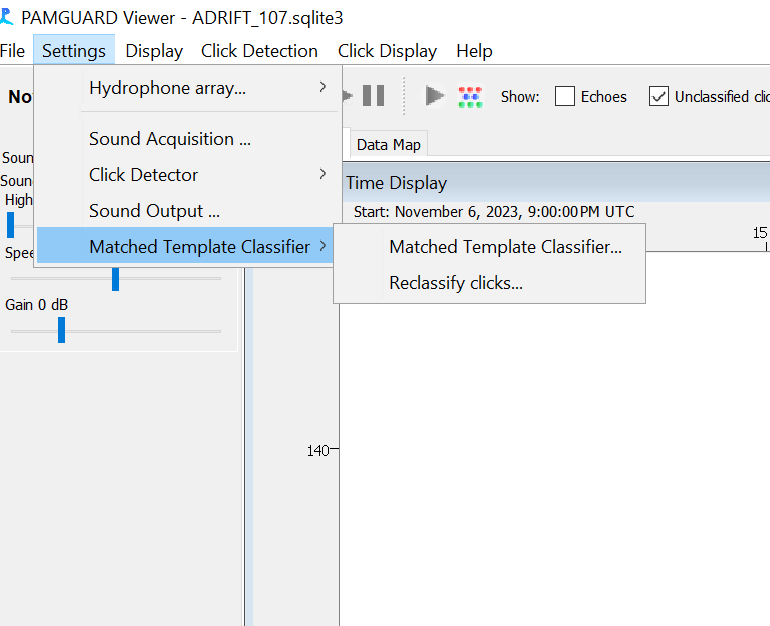 PAMGUARD Viewer - ADRIFT_107.sqlite3
File Settings Display Click Detection Click Display Help
Hydrophone array...
Show: Echoes Unclassified clic
Sound Acquisition ...
Data Map
Soun
Click Detector
Soun
Time Display
High
Sound Output ...
Start: November 6, 2023, 9:00:00PM UTC
15
Spee
Matched Template Classifier
Matched Template Classifier...
Reclassify clicks...
Gain 0 dB
140